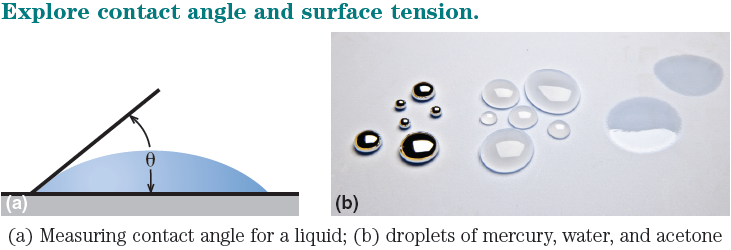 Explore contact angle and surface tension.
θ
(a)
(b)
(a) Measuring contact angle for a liquid; (b) droplets of mercury, water, and acetone